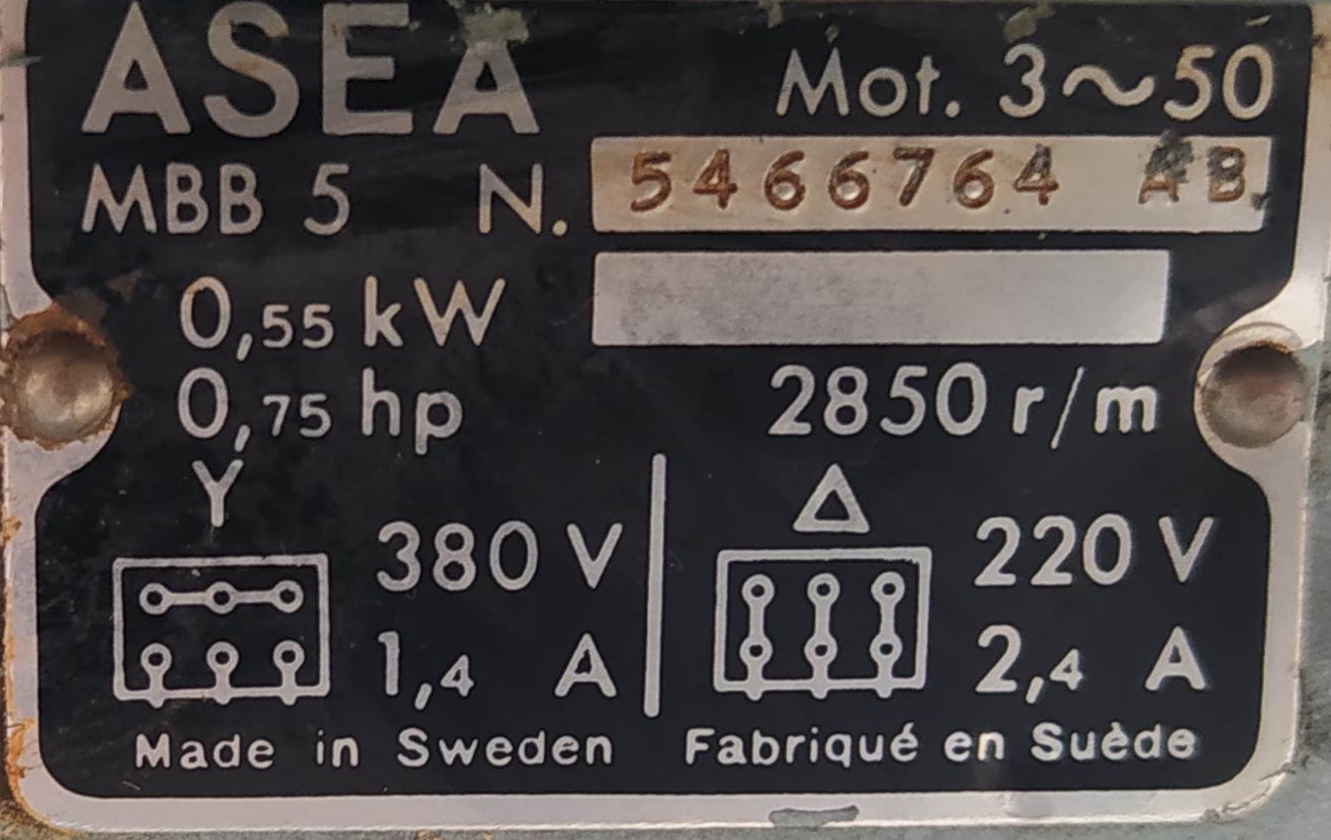 ASEA Mot. 3~50
MBB 5 N. 5466764 AB
0,55 kW
0,75 hp 2850 r/m
Y Δ
380 V 220 V
1,4 A 2,4 A
Made in Sweden Fabriqué en Suède